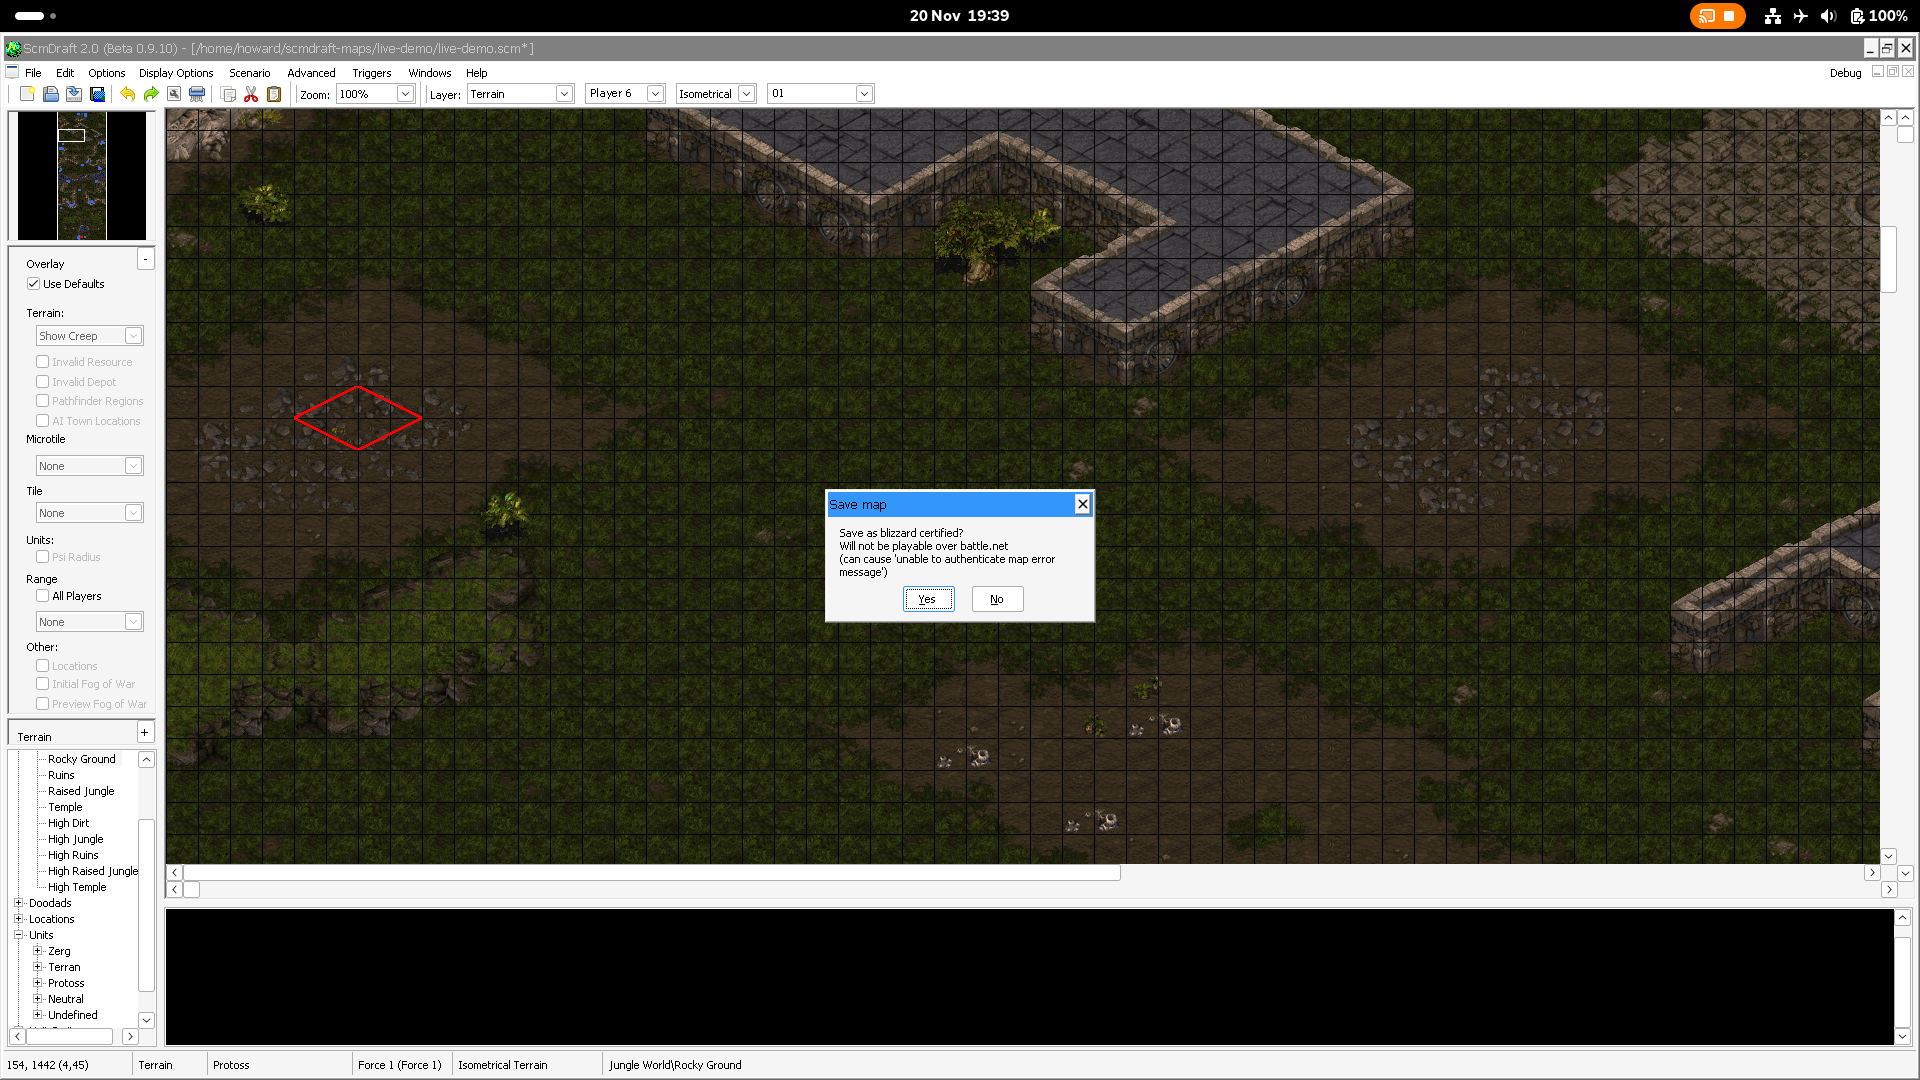 20 Nov 19:39
100%
ScmDraft 2.0 (Beta 0.9.10) - [/home/howard/scmdraft-maps/live-demo/live-demo.scm*]
File Edit Options Display Options Scenario Advanced Triggers Windows Help Debug
Zoom: 100% Layer: Terrain Player 6 Isometrical 01
Overlay
-
Use Defaults
Terrain:
Show Creep
Invalid Resource
Invalid Depot
Pathfinder Regions
AI Town Locations
Microtile
None
Tile
None
Units:
Psi Radius
Range
All Players
None
Other:
Locations
Initial Fog of War
Preview Fog of War
Terrain
+
Rocky Ground
Ruins
Raised Jungle
Temple
High Dirt
High Jungle
High Ruins
High Raised Jungle
High Temple
Doodads
Locations
Units
Zerg
Terran
Protoss
Neutral
Undefined
Save map
Save as blizzard certified?
Will not be playable over battle.net
(can cause 'unable to authenticate map error
message')
Yes No
154, 1442 (4,45) Terrain Protoss Force 1 (Force 1) Isometrical Terrain Jungle World\Rocky Ground